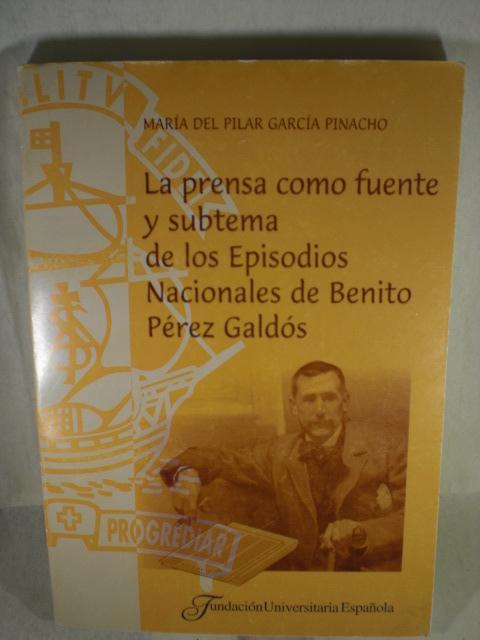 MARÍA DEL PILAR GARCÍA PINACHO
La prensa como fuente
y subtema
de los Episodios
Nacionales de Benito
Pérez Galdós
PROGREDIAR
Fundación Universitaria Española